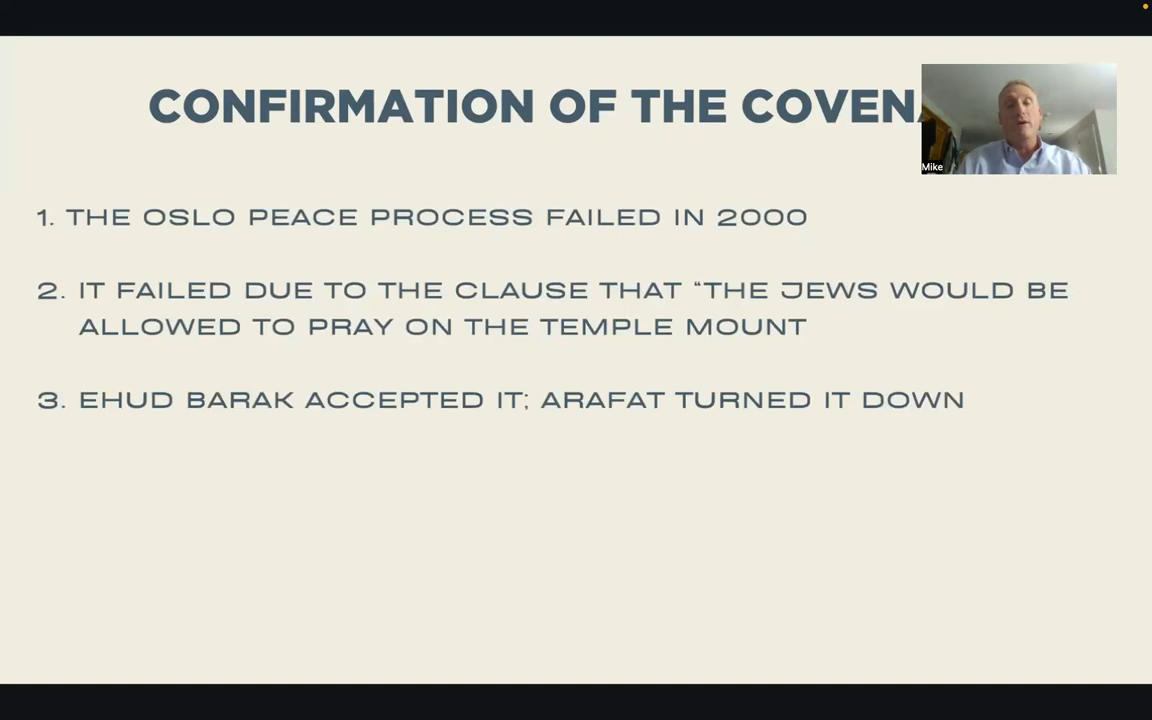 CONFIRMATION OF THE COVEN
Mike
1. THE OSLO PEACE PROCESS FAILED IN 2000
2. IT FAILED DUE TO THE CLAUSE THAT “THE JEWS WOULD BE
ALLOWED TO PRAY ON THE TEMPLE MOUNT
3. EHUD BARAK ACCEPTED IT; ARAFAT TURNED IT DOWN